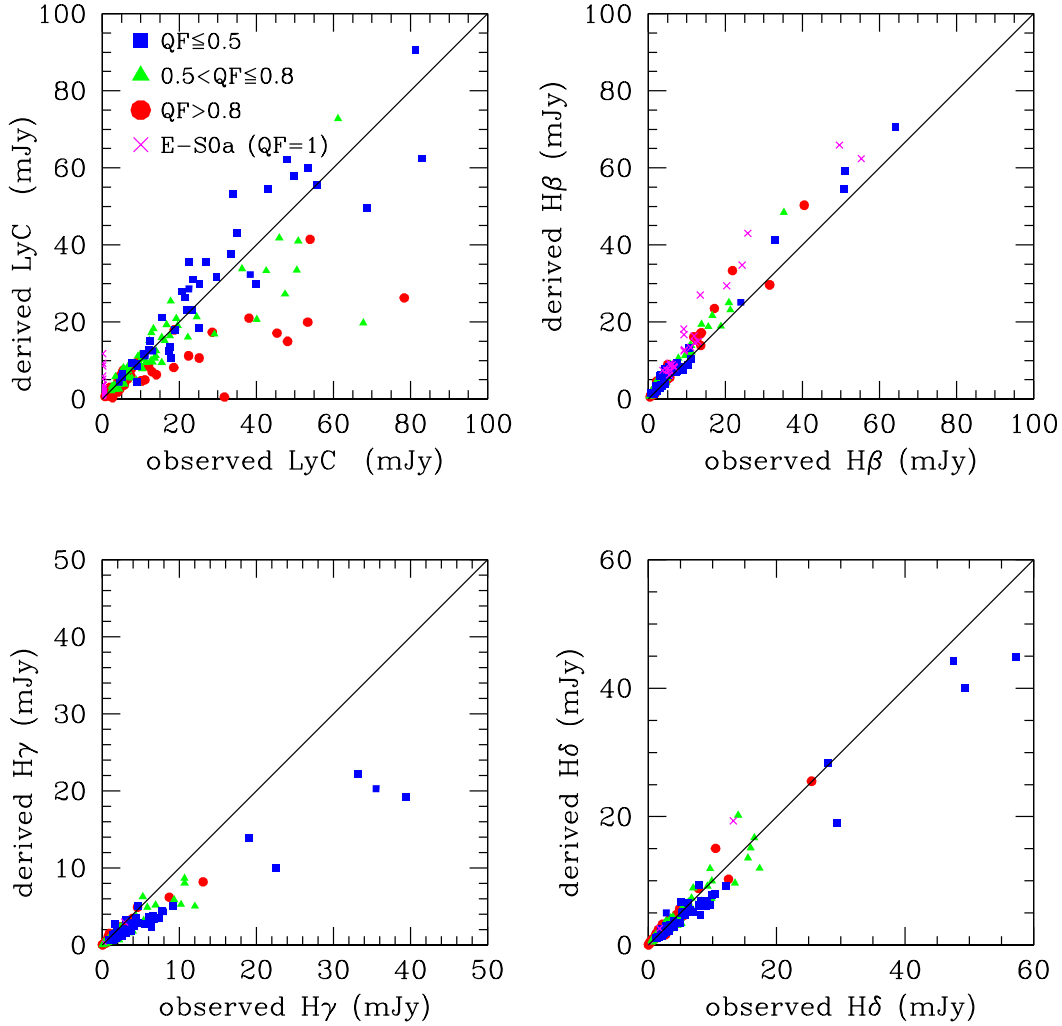 100
80
60
40
20
0
derived LyC (mJy)
QF≦0.5
0.5<QF≦0.8
QF>0.8
E-S0a (QF=1)
0 20 40 60 80 100
observed LyC (mJy)
100
80
60
40
20
0
derived Hβ (mJy)
0 20 40 60 80 100
observed Hβ (mJy)
50
40
30
20
10
0
derived Hγ (mJy)
0 10 20 30 40 50
observed Hγ (mJy)
60
40
20
0
derived Hδ (mJy)
0 20 40 60
observed Hδ (mJy)